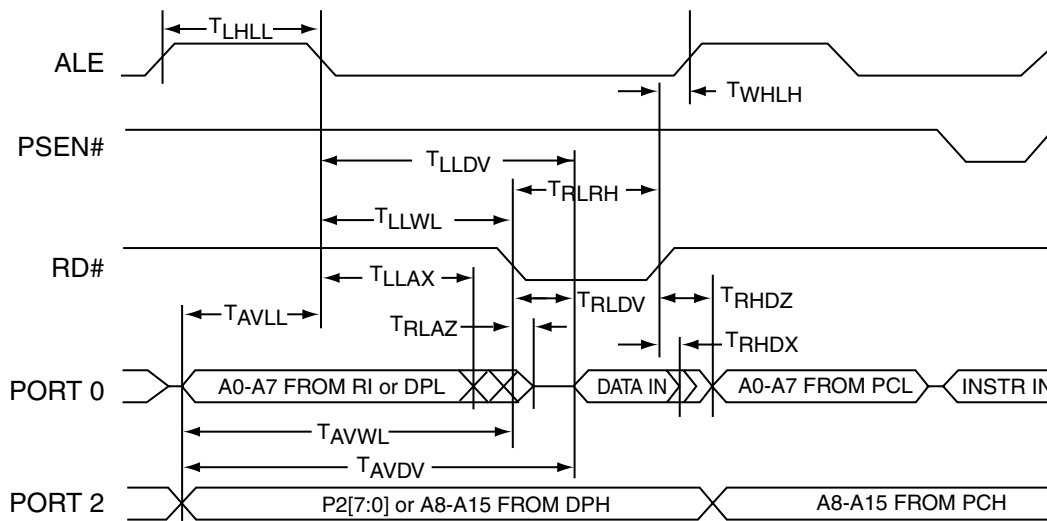 TLHLL
ALE
TWHLH
PSEN#
TLLDV
TRLRH
TLLWL
RD#
TLLAX
TRLDV
TRHDZ
TAVLL
TRLAZ
TRHDX
PORT 0
A0-A7 FROM RI or DPL
DATA IN
A0-A7 FROM PCL
INSTR IN
TAVWL
TAVDV
PORT 2
P2[7:0] or A8-A15 FROM DPH
A8-A15 FROM PCH